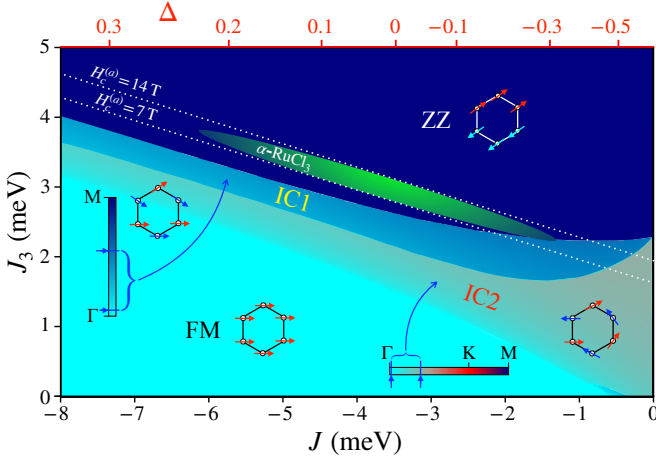 0.3 Δ 0.2 0.1 0 -0.1 -0.3 -0.5
5
4
3
2
1
0
J₃ (meV)
H_c^(a)=14 T
H_c^(a)=7 T
ZZ
α-RuCl₃
IC1
M
Γ
IC2
FM
Γ K M
−8 −7 −6 −5 −4 −3 −2 −1 0
J (meV)